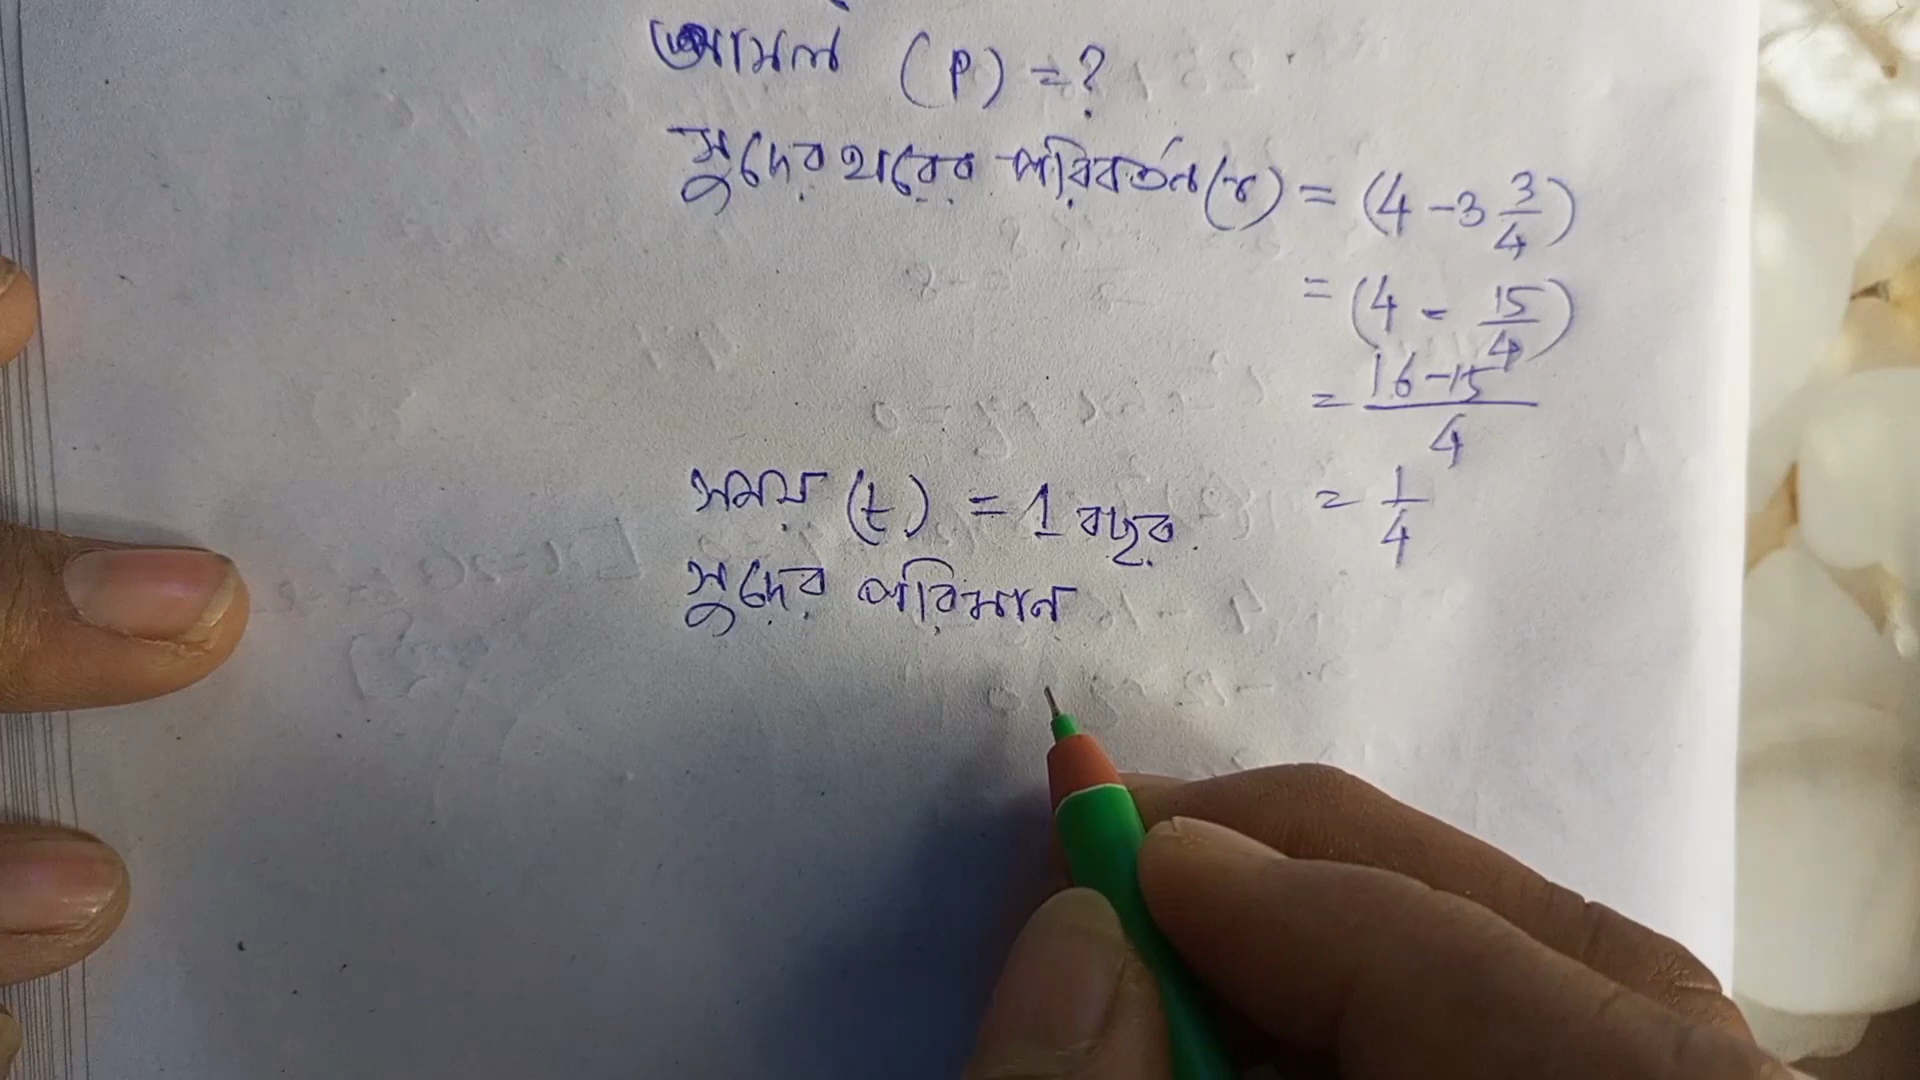 আসল (P) = ?
সুদের হারের পরিবর্তন (r) = (4 - 3 3/4)
= (4 - 15/4)
= 16-15/4
= 1/4
সময় (t) = 1 বছর
সুদের পরিমান